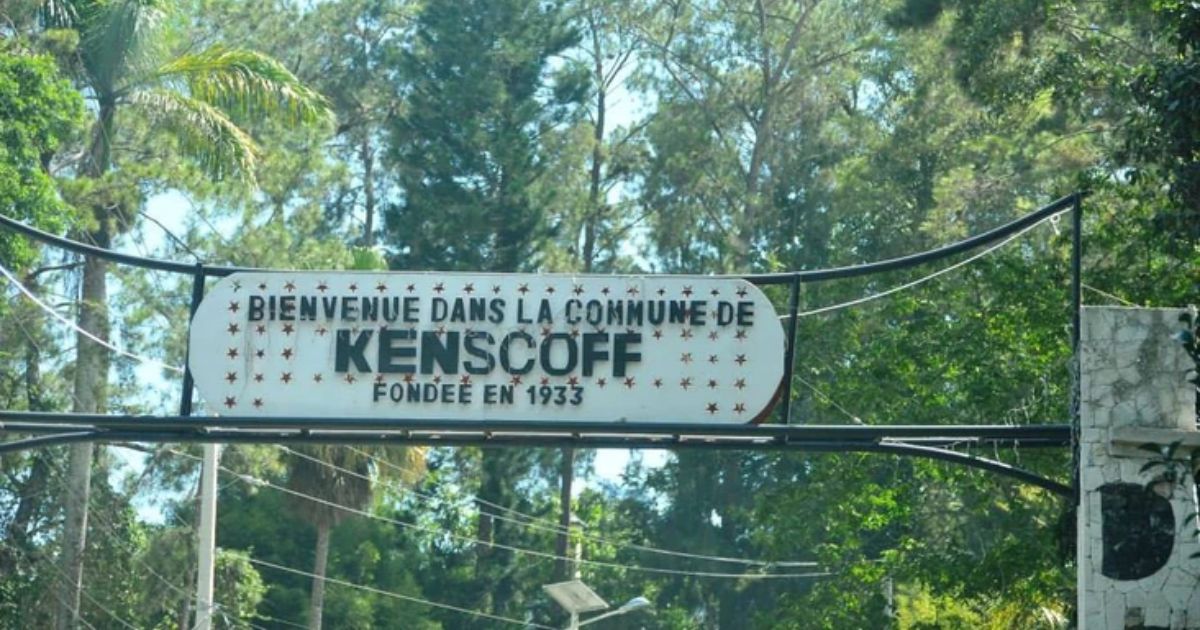 BIENVENUE DANS LA COMMUNE DE
KENSCOFF
FONDEE EN 1933